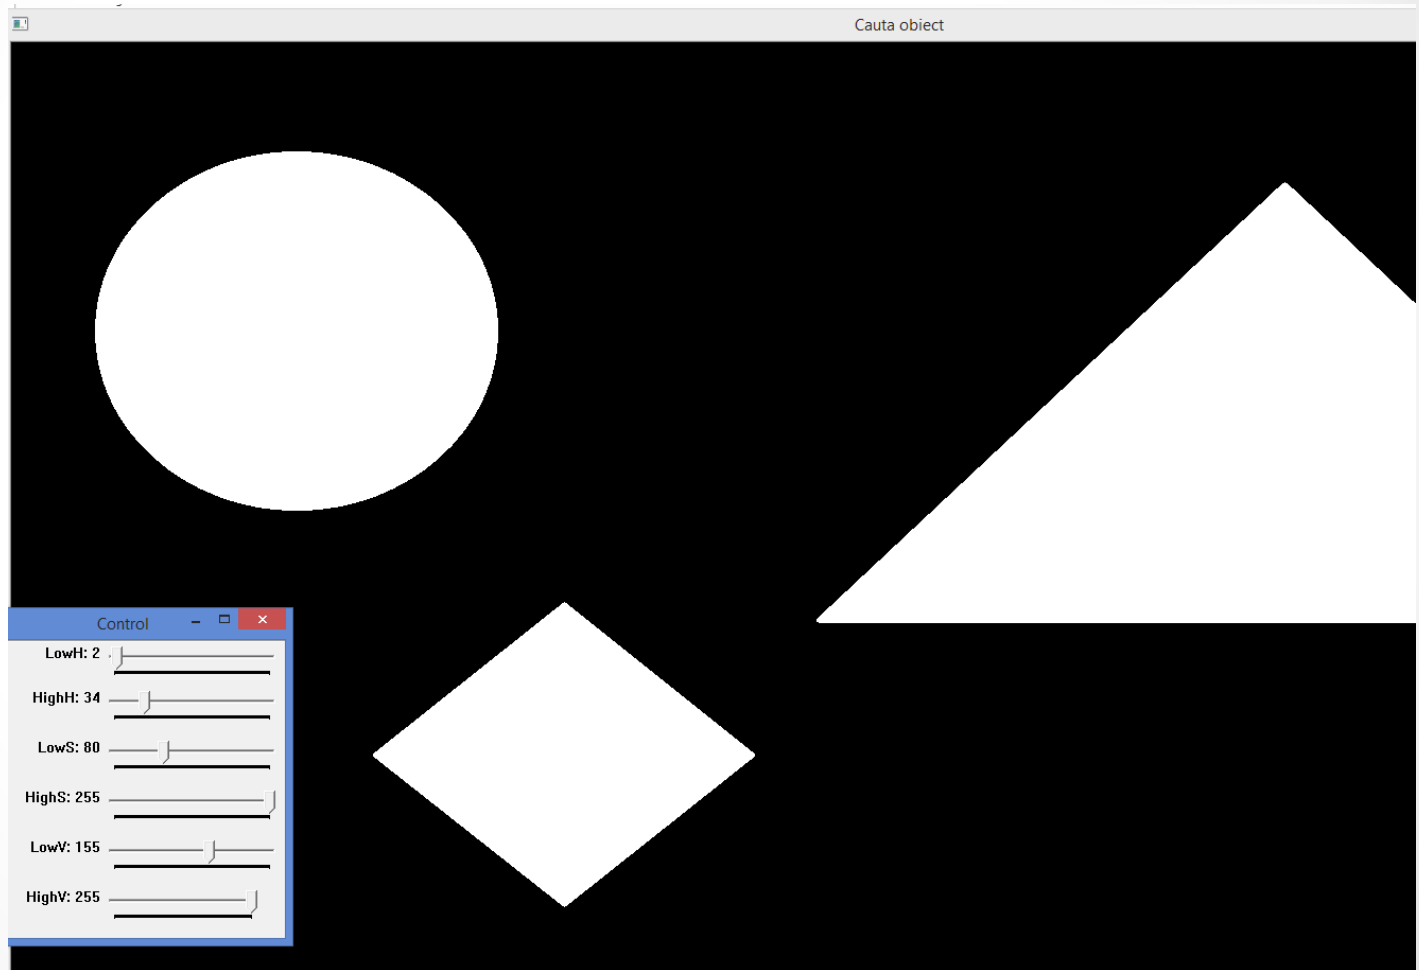 Cauta obiect
Control
LowH: 2
HighH: 34
LowS: 80
HighS: 255
LowV: 155
HighV: 255